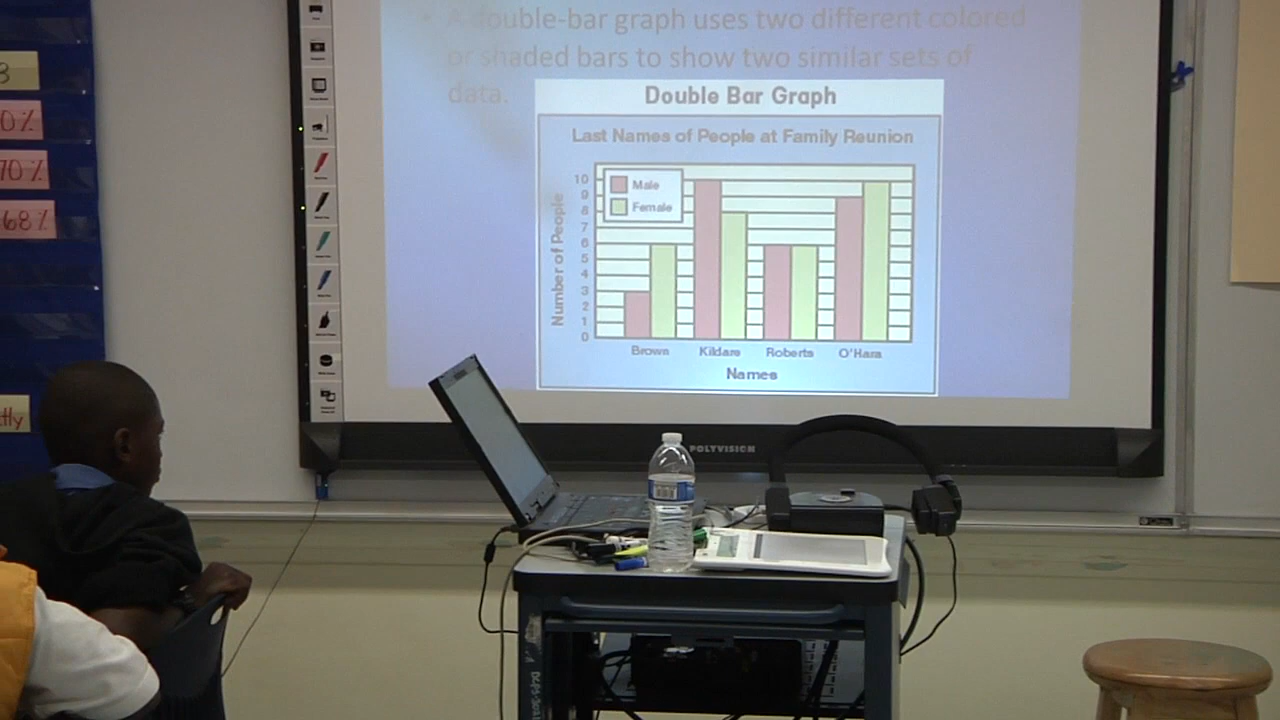 • A double-bar graph uses two different colored
or shaded bars to show two similar sets of
data.
Double Bar Graph
Last Names of People at Family Reunion
Number of People
10
9
8
7
6
5
4
3
2
1
0
Male
Female
Brown Kildare Roberts O'Hara
Names
POLYVISION
3
0%
70%
68%
tly